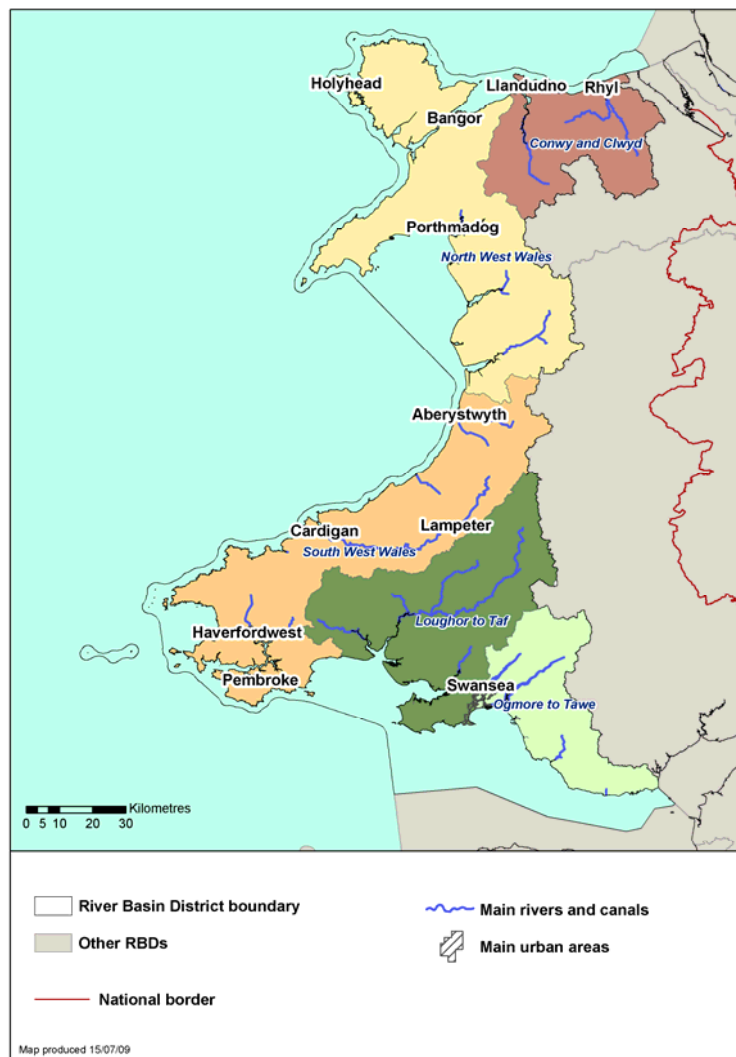 Holyhead
Llandudno
Rhyl
Bangor
Conwy and Clwyd
Porthmadog
North West Wales
Aberystwyth
Cardigan
Lampeter
South West Wales
Loughor to Taf
Haverfordwest
Pembroke
Swansea
Ogmore to Tawe
Kilometres
0 5 10 20 30
River Basin District boundary
Main rivers and canals
Other RBDs
Main urban areas
National border
Map produced 15/07/09